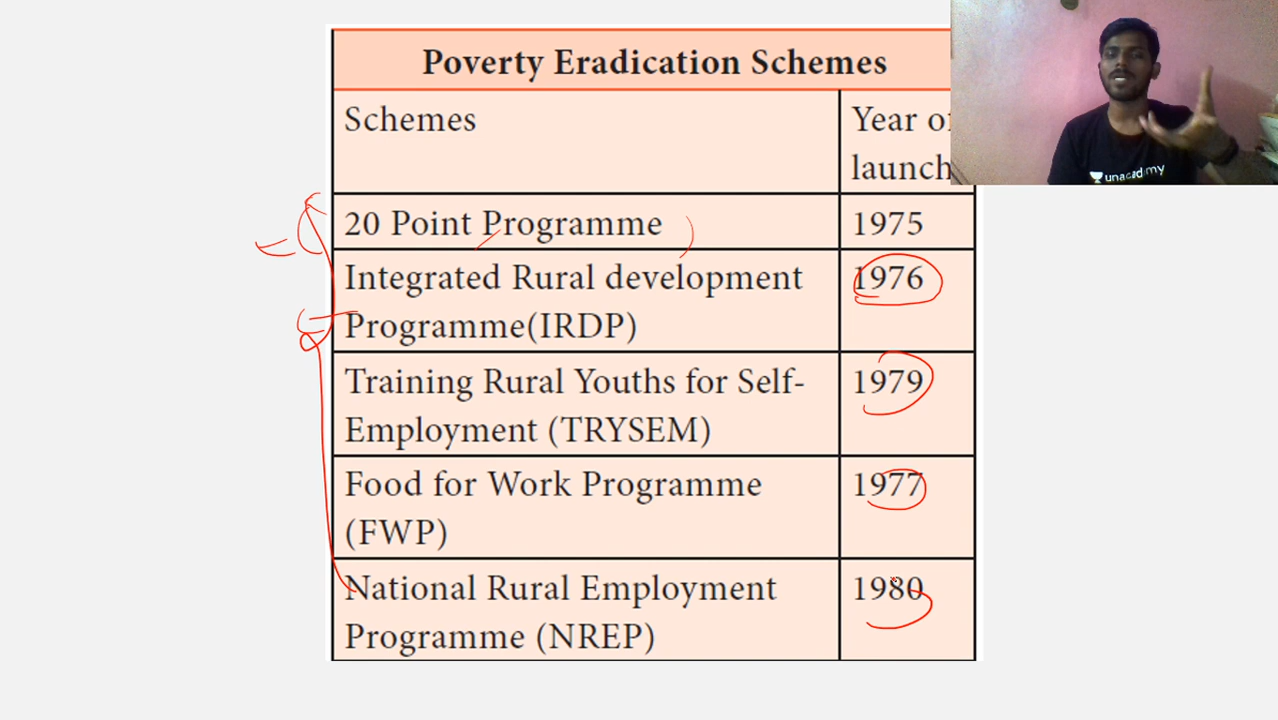 Poverty Eradication Schemes
Schemes
Year of
launch
20 Point Programme
1975
Integrated Rural development
Programme(IRDP)
1976
Training Rural Youths for Self-
Employment (TRYSEM)
1979
Food for Work Programme
(FWP)
1977
National Rural Employment
Programme (NREP)
1980
unacademy